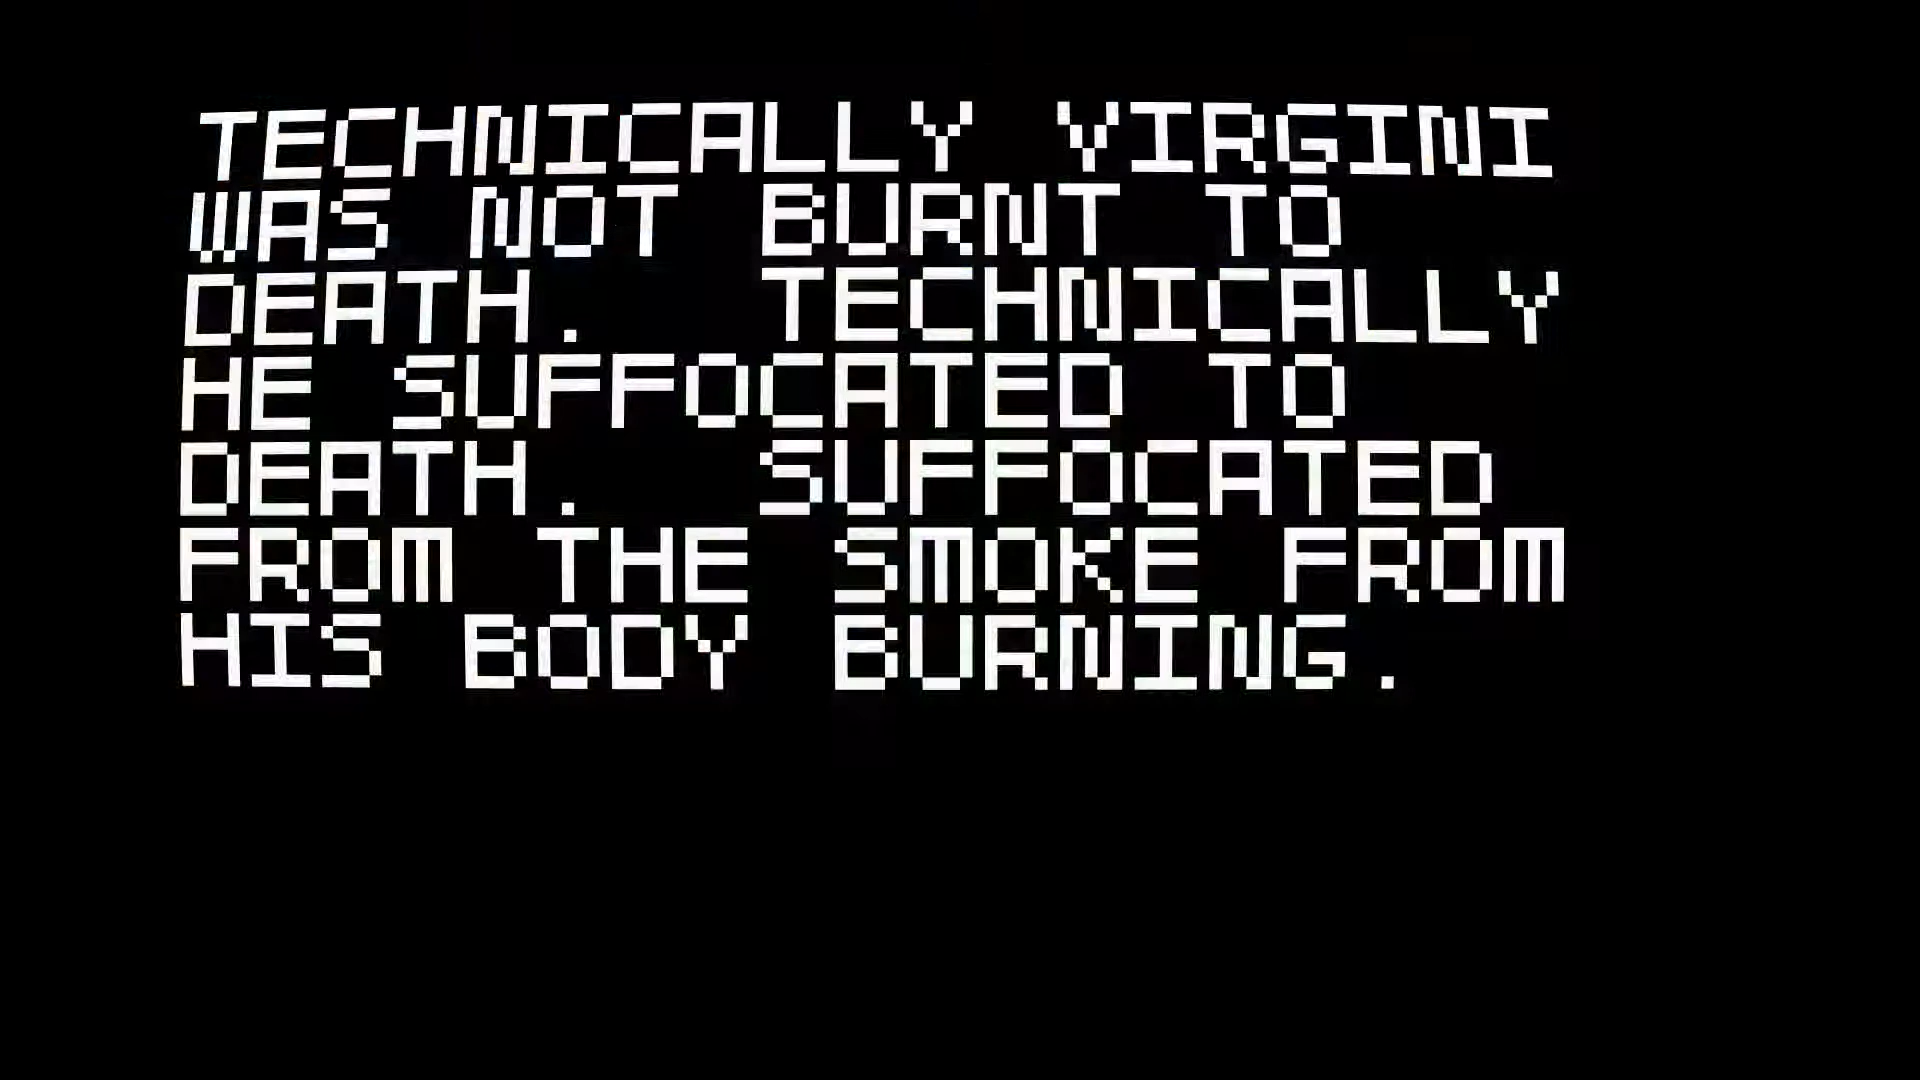 TECHNICALLY VIRGINI
WAS NOT BURNT TO
DEATH. TECHNICALLY
HE SUFFOCATED TO
DEATH. SUFFOCATED
FROM THE SMOKE FROM
HIS BODY BURNING.